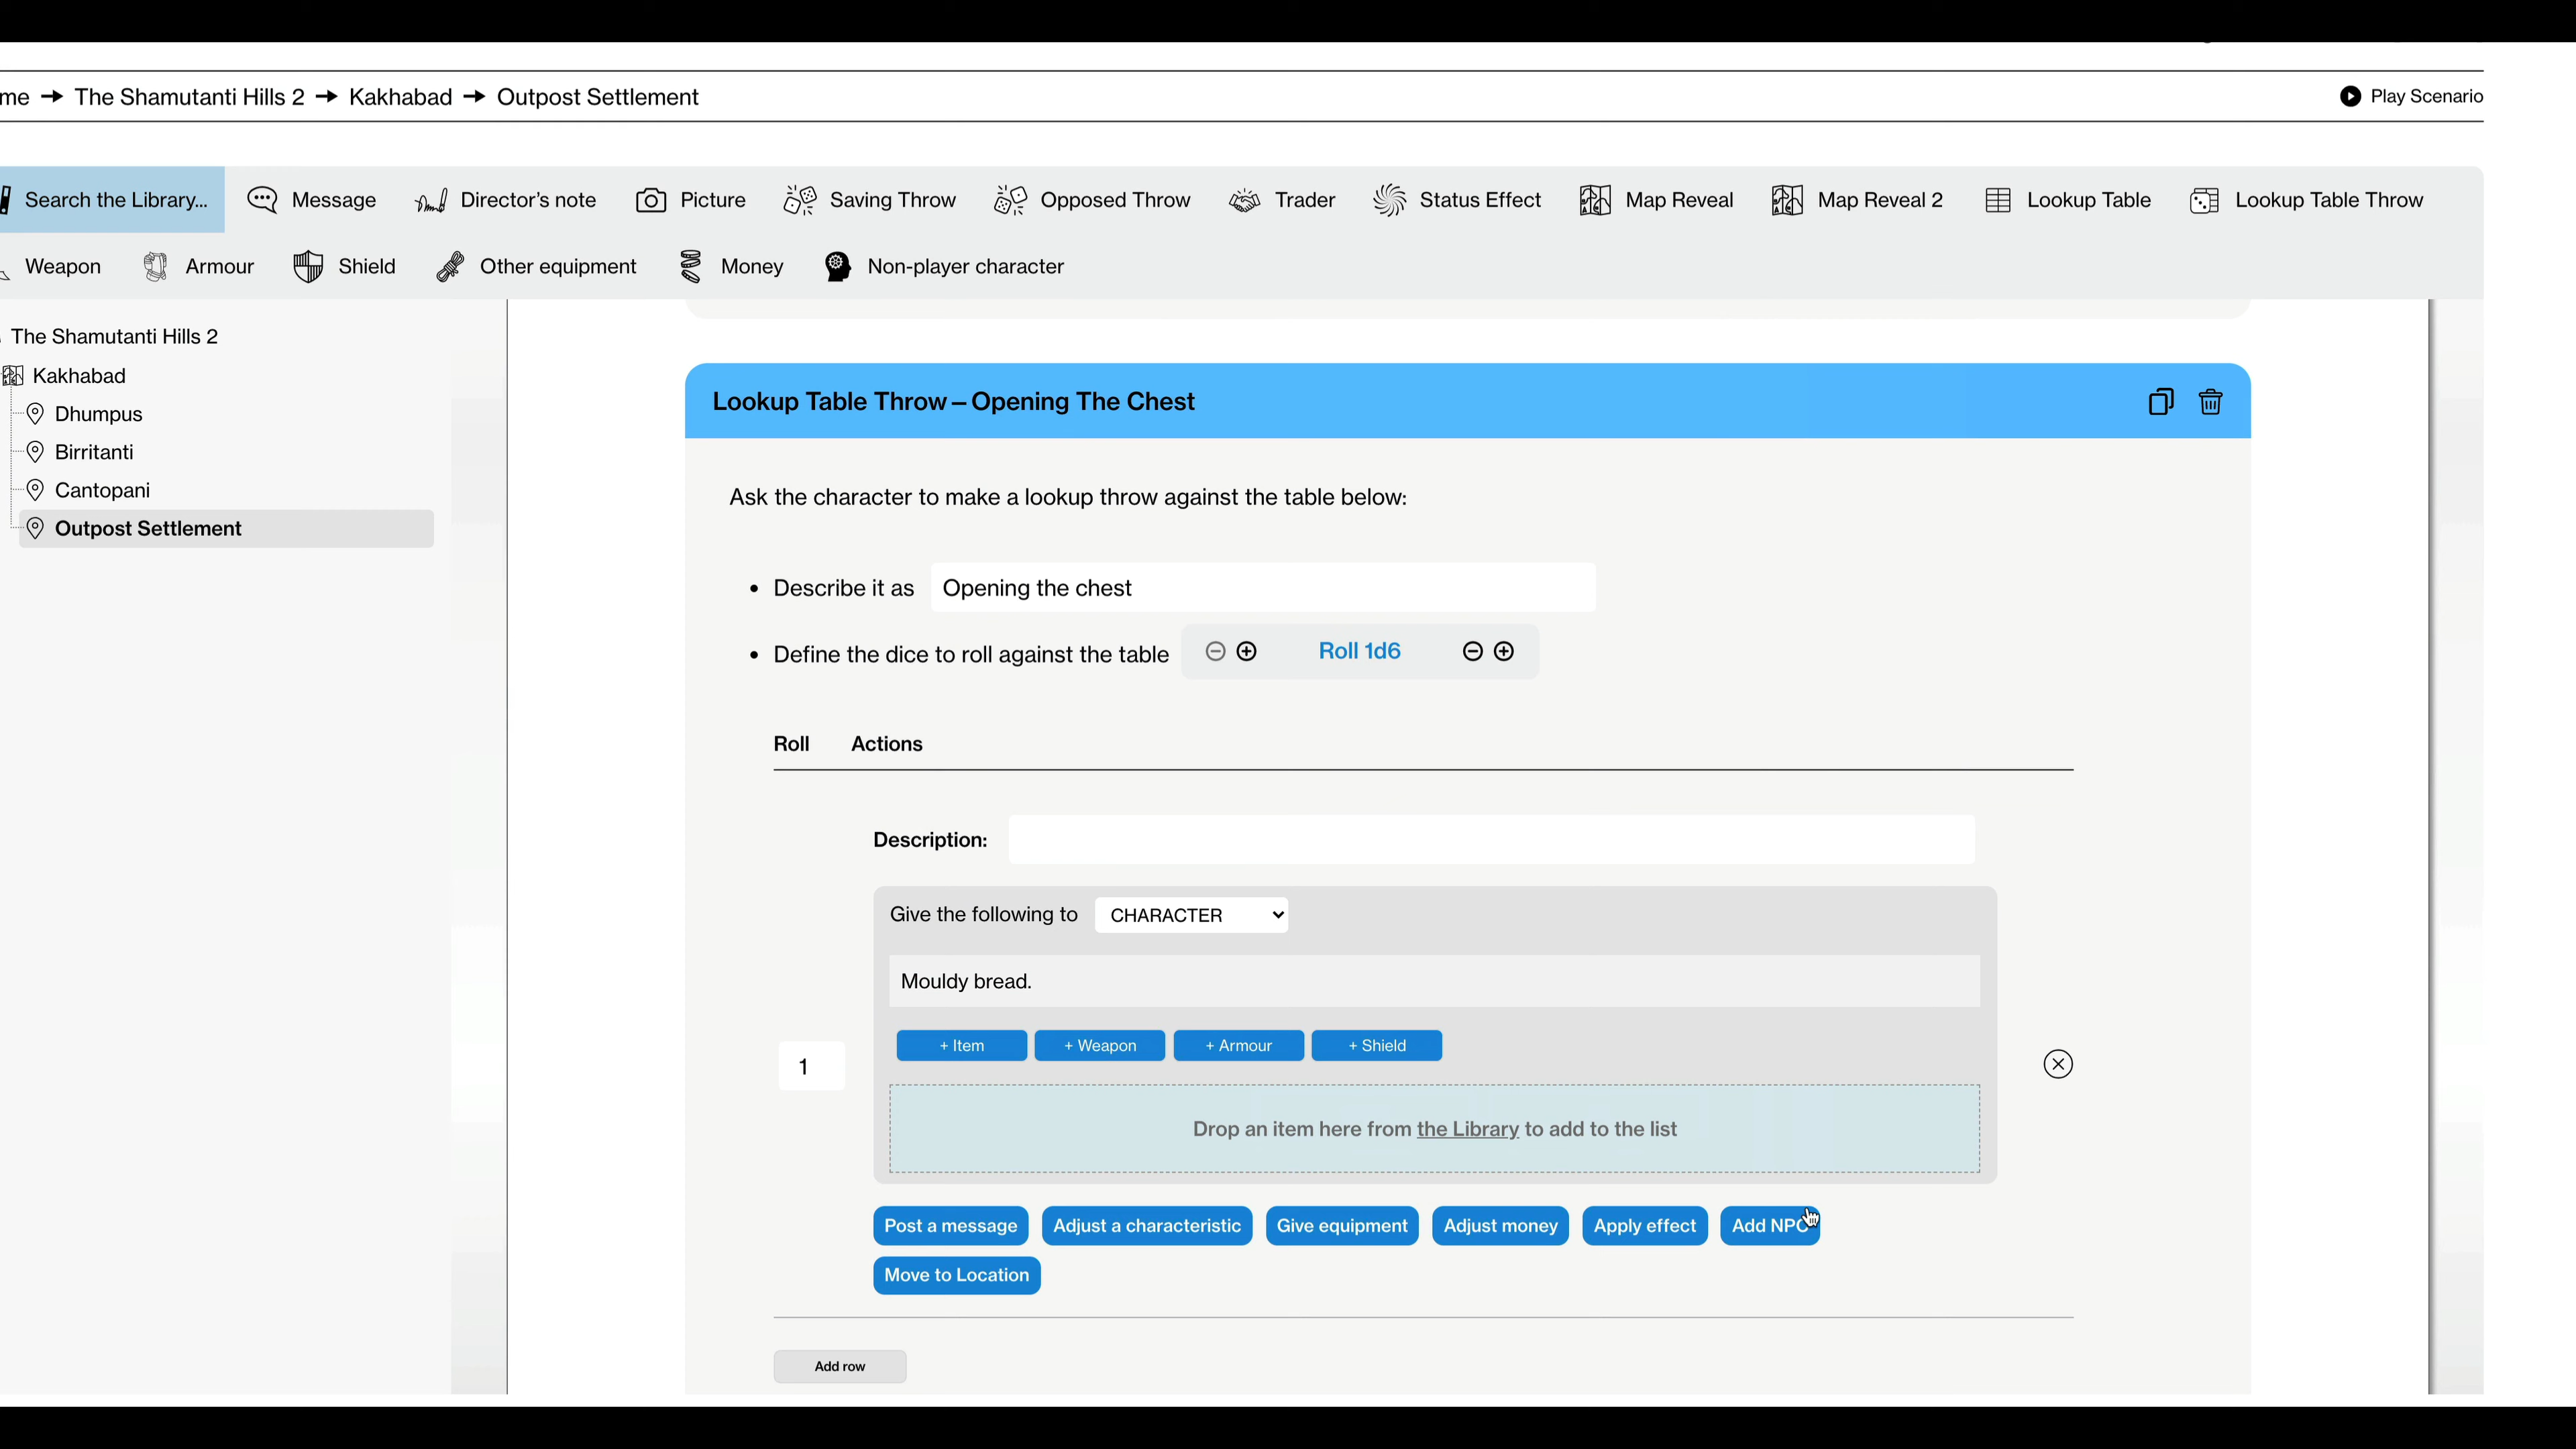 me → The Shamutanti Hills 2 → Kakhabad → Outpost Settlement
Play Scenario
Search the Library...
Message
Director's note
Picture
Saving Throw
Opposed Throw
Trader
Status Effect
Map Reveal
Map Reveal 2
Lookup Table
Lookup Table Throw
Weapon
Armour
Shield
Other equipment
Money
Non-player character
The Shamutanti Hills 2
Kakhabad
Dhumpus
Birritanti
Cantopani
Outpost Settlement
Lookup Table Throw – Opening The Chest
Ask the character to make a lookup throw against the table below:
• Describe it as Opening the chest
• Define the dice to roll against the table Roll 1d6
Roll Actions
Description:
Give the following to CHARACTER
Mouldy bread.
+ Item + Weapon + Armour + Shield
1
Drop an item here from the Library to add to the list
Post a message Adjust a characteristic Give equipment Adjust money Apply effect Add NPC
Move to Location
Add row